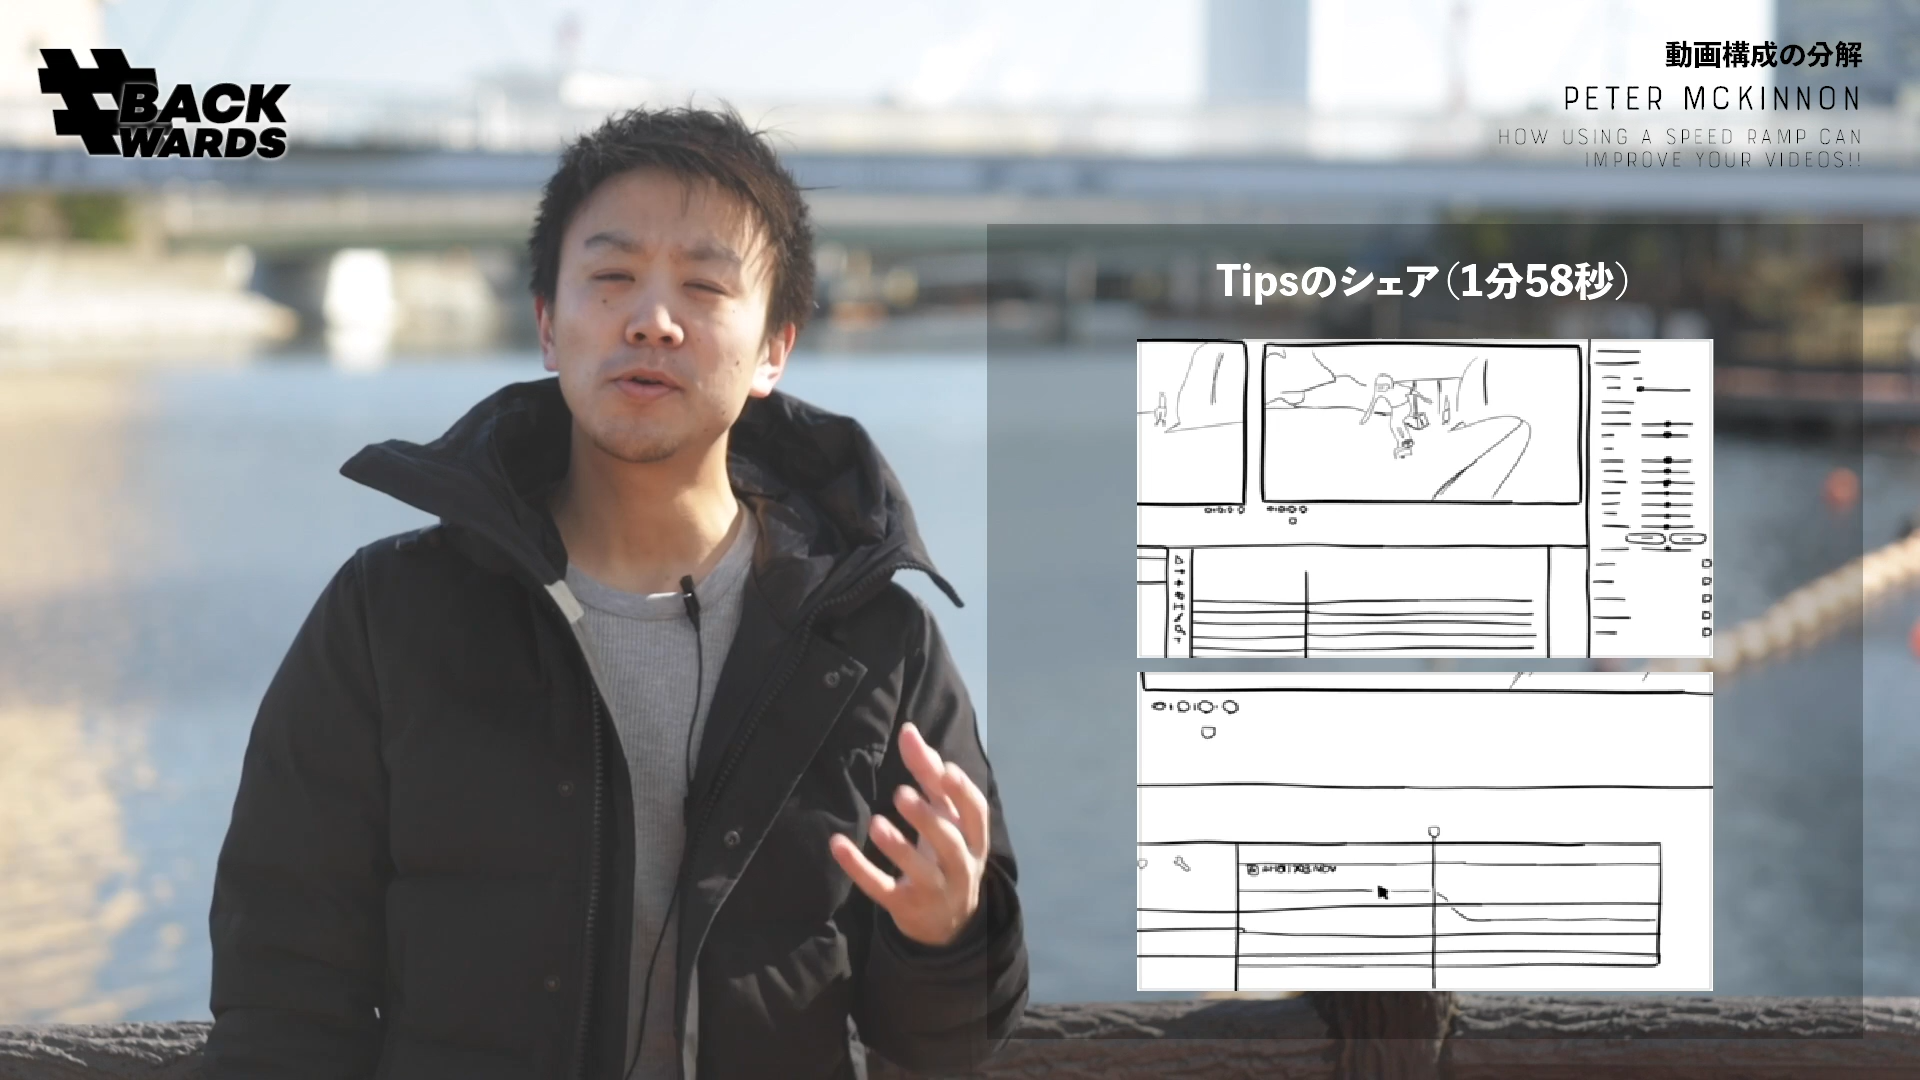 #BACK
WARDS
動画構成の分解
PETER MCKINNON
HOW USING A SPEED RAMP CAN
IMPROVE YOUR VIDEOS!!
Tipsのシェア（1分58秒）